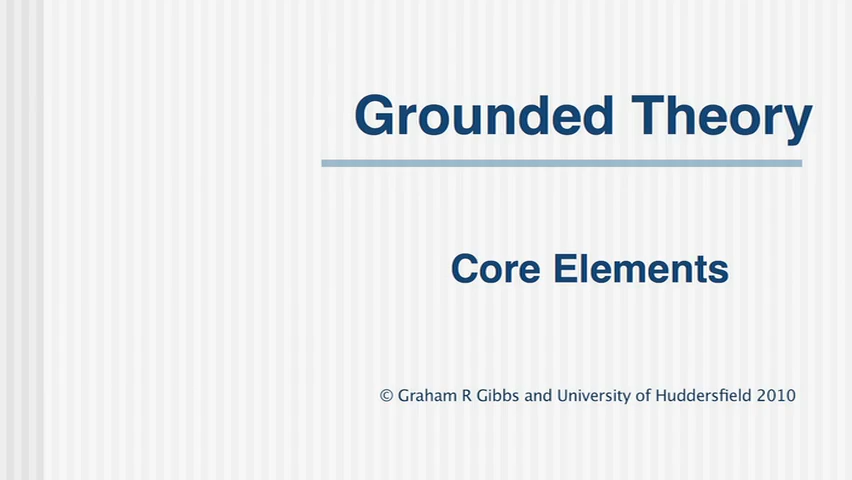 Grounded Theory
Core Elements
© Graham R Gibbs and University of Huddersfield 2010